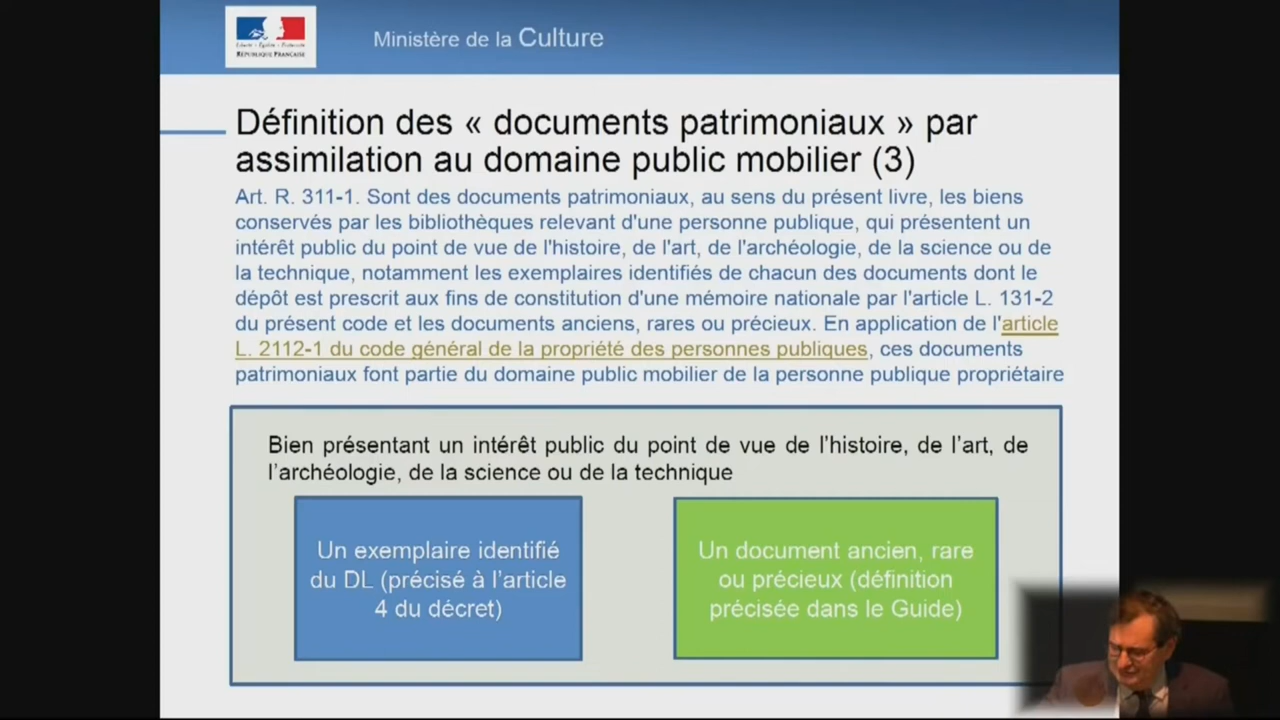 Liberté • Égalité • Fraternité
RÉPUBLIQUE FRANÇAISE
Ministère de la Culture
Définition des « documents patrimoniaux » par
assimilation au domaine public mobilier (3)
Art. R. 311-1. Sont des documents patrimoniaux, au sens du présent livre, les biens
conservés par les bibliothèques relevant d'une personne publique, qui présentent un
intérêt public du point de vue de l'histoire, de l'art, de l'archéologie, de la science ou de
la technique, notamment les exemplaires identifiés de chacun des documents dont le
dépôt est prescrit aux fins de constitution d'une mémoire nationale par l'article L. 131-2
du présent code et les documents anciens, rares ou précieux. En application de l'article
L. 2112-1 du code général de la propriété des personnes publiques, ces documents
patrimoniaux font partie du domaine public mobilier de la personne publique propriétaire
Bien présentant un intérêt public du point de vue de l’histoire, de l’art, de
l’archéologie, de la science ou de la technique
Un exemplaire identifié
du DL (précisé à l’article
4 du décret)
Un document ancien, rare
ou précieux (définition
précisée dans le Guide)